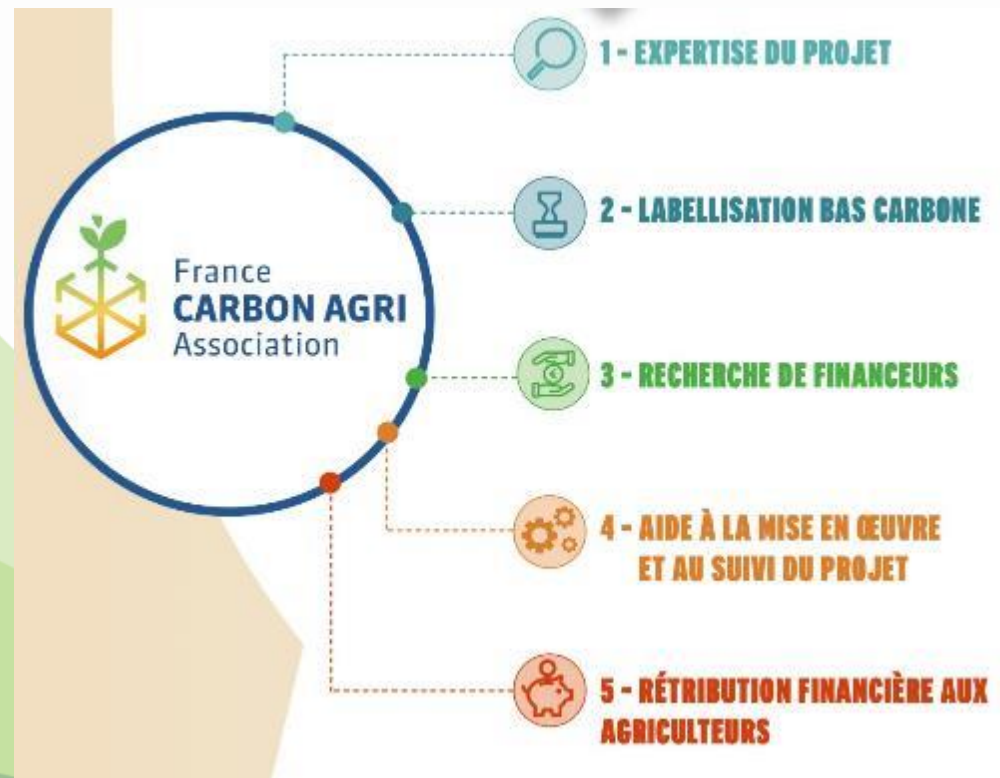 1 - EXPERTISE DU PROJET
2 - LABELLISATION BAS CARBONE
France
CARBON AGRI
Association
3 - RECHERCHE DE FINANCEURS
4 - AIDE À LA MISE EN ŒUVRE
ET AU SUIVI DU PROJET
5 - RÉTRIBUTION FINANCIÈRE AUX
AGRICULTEURS